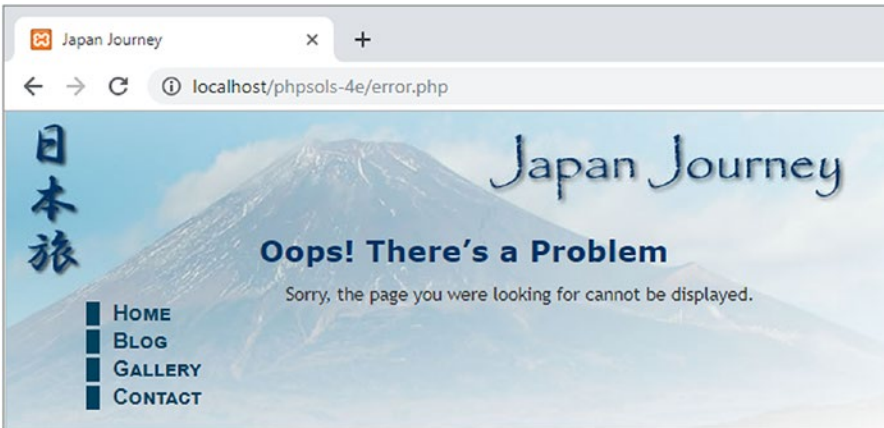 Japan Journey
localhost/phpsols-4e/error.php
日
本
旅
Japan Journey
Oops! There’s a Problem
Sorry, the page you were looking for cannot be displayed.
Home
Blog
Gallery
Contact